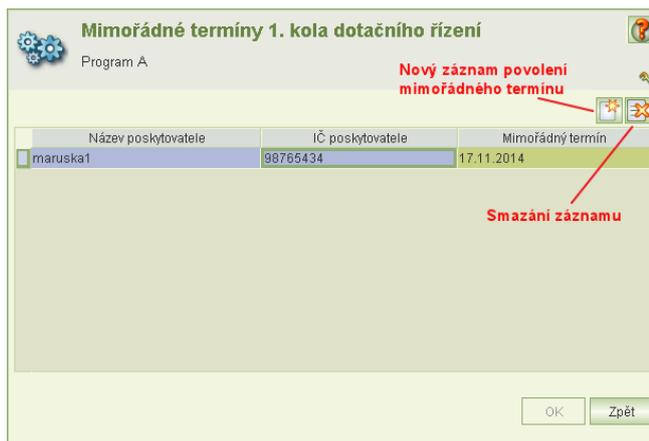 Mimořádné termíny 1. kola dotačního řízení
Program A
Nový záznam povolení
mimořádného termínu
Název poskytovatele IČ poskytovatele Mimořádný termín
maruska1 98765434 17.11.2014
Smazání záznamu
OK Zpět